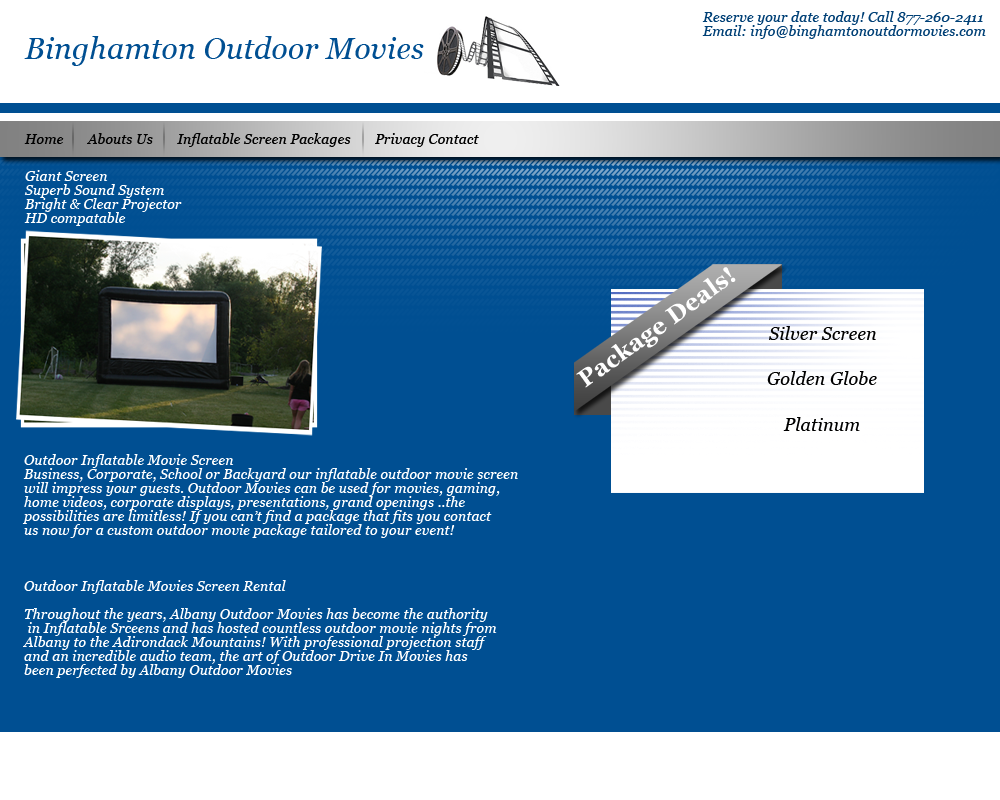 Binghamton Outdoor Movies
Reserve your date today! Call 877-260-2411
Email: info@binghamtonoutdormovies.com
Home
Abouts Us
Inflatable Screen Packages
Privacy Contact
Giant Screen
Superb Sound System
Bright & Clear Projector
HD compatable
Package Deals!
Silver Screen
Golden Globe
Platinum
Outdoor Inflatable Movie Screen
Business, Corporate, School or Backyard our inflatable outdoor movie screen
will impress your guests. Outdoor Movies can be used for movies, gaming,
home videos, corporate displays, presentations, grand openings ..the
possibilities are limitless! If you can't find a package that fits you contact
us now for a custom outdoor movie package tailored to your event!
Outdoor Inflatable Movies Screen Rental
Throughout the years, Albany Outdoor Movies has become the authority
in Inflatable Srceens and has hosted countless outdoor movie nights from
Albany to the Adirondack Mountains! With professional projection staff
and an incredible audio team, the art of Outdoor Drive In Movies has
been perfected by Albany Outdoor Movies